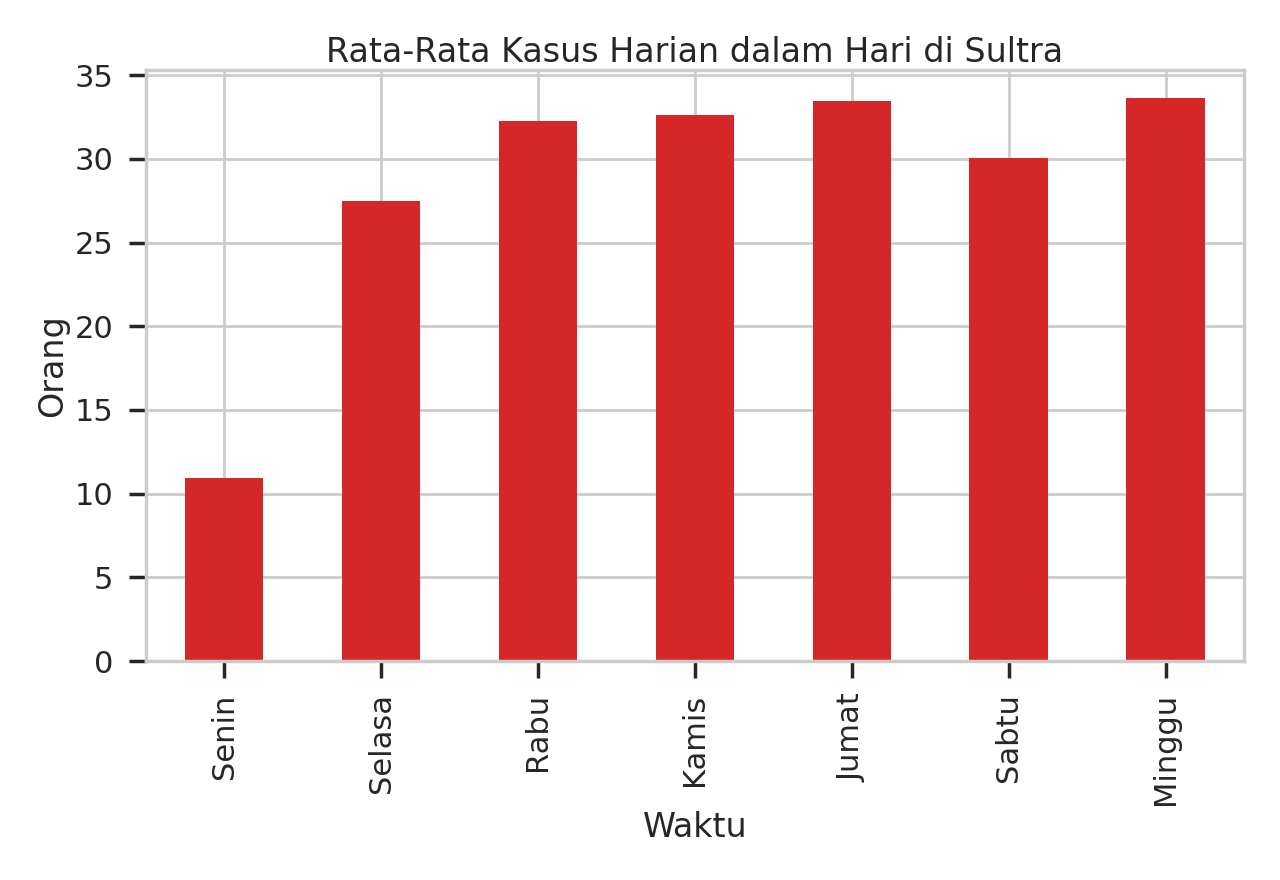 Rata-Rata Kasus Harian dalam Hari di Sultra
35
30
25
20
15
10
5
0
Orang
Senin
Selasa
Rabu
Kamis
Jumat
Sabtu
Minggu
Waktu